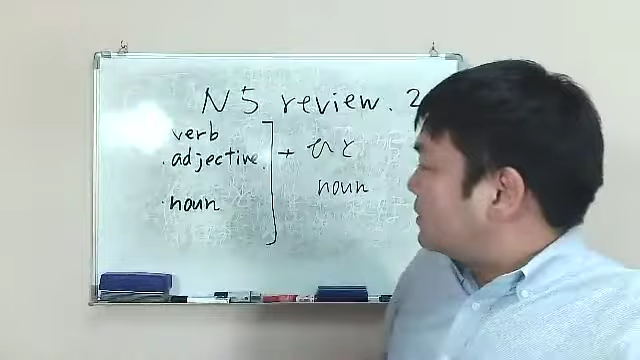 N5 review. 2
verb
・adjective. + ひと
noun
・noun